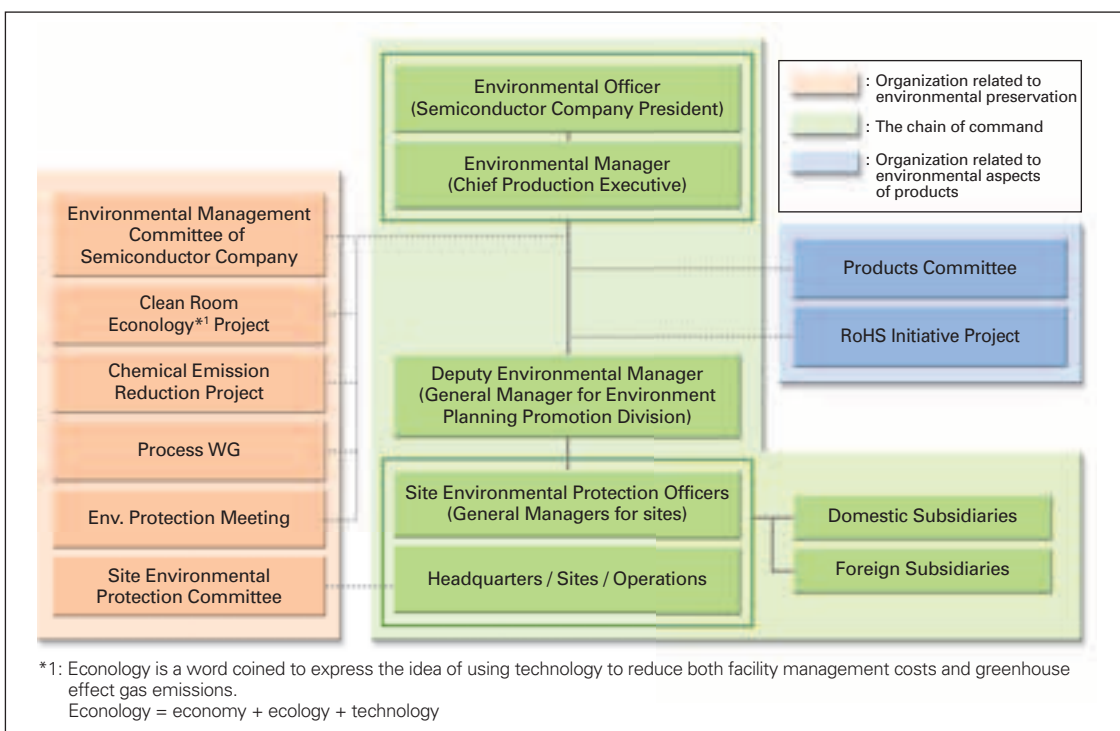 Environmental Officer
(Semiconductor Company President)
Environmental Manager
(Chief Production Executive)
: Organization related to
environmental preservation
: The chain of command
: Organization related to
environmental aspects
of products
Environmental Management
Committee of
Semiconductor Company
Clean Room
Econology*1 Project
Chemical Emission
Reduction Project
Process WG
Env. Protection Meeting
Site Environmental
Protection Committee
Products Committee
RoHS Initiative Project
Deputy Environmental Manager
(General Manager for Environment
Planning Promotion Division)
Site Environmental Protection Officers
(General Managers for sites)
Headquarters / Sites / Operations
Domestic Subsidiaries
Foreign Subsidiaries
*1: Econology is a word coined to express the idea of using technology to reduce both facility management costs and greenhouse
effect gas emissions.
Econology = economy + ecology + technology